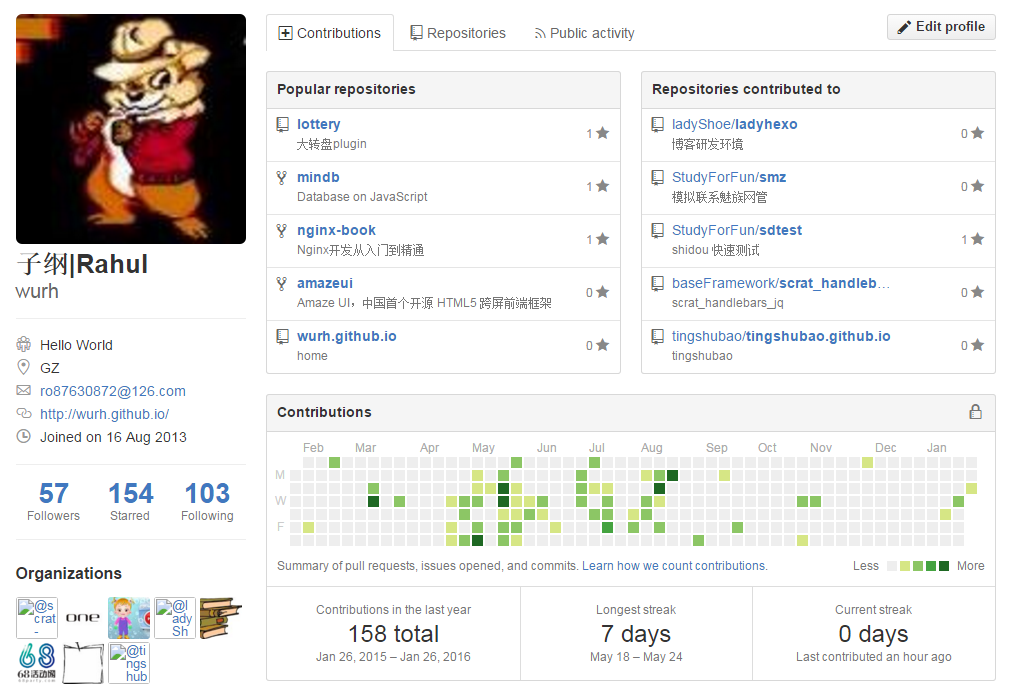 Contributions
Repositories
Public activity
Edit profile
子纲|Rahul
wurh
Hello World
GZ
ro87630872@126.com
http://wurh.github.io/
Joined on 16 Aug 2013
57
154
103
Followers
Starred
Following
Organizations
@scrat-
one
@ladySh
68
68活动网
@tingshub
Popular repositories
lottery
1
大转盘plugin
mindb
1
Database on JavaScript
nginx-book
1
Nginx开发从入门到精通
amazeui
0
Amaze UI，中国首个开源 HTML5 跨屏前端框架
wurh.github.io
0
home
Repositories contributed to
ladyShoe/ladyhexo
0
博客研发环境
StudyForFun/smz
0
模拟联系魅族网管
StudyForFun/sdtest
1
shidou 快速测试
baseFramework/scrat_handleb…
0
scrat_handlebars_jq
tingshubao/tingshubao.github.io
0
tingshubao
Contributions
Feb Mar Apr May Jun Jul Aug Sep Oct Nov Dec Jan
M
W
F
Summary of pull requests, issues opened, and commits. Learn how we count contributions.
Less
More
Contributions in the last year
158 total
Jan 26, 2015 – Jan 26, 2016
Longest streak
7 days
May 18 – May 24
Current streak
0 days
Last contributed an hour ago